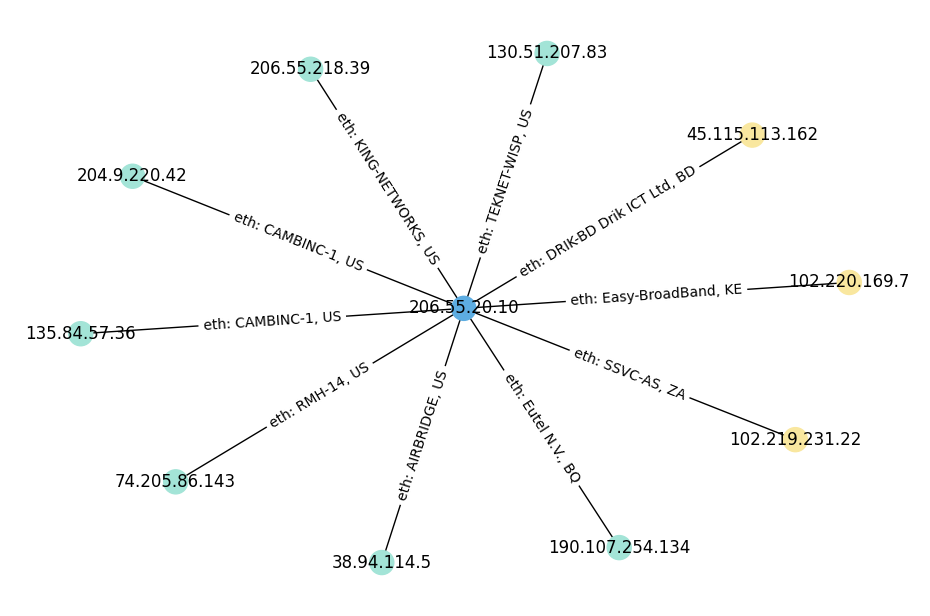 130.51.207.83
206.55.218.39
45.115.113.162
eth: TEKNET-WISP, US
eth: KING-NETWORKS, US
204.9.220.42
eth: DRIK-BD Drik ICT Ltd, BD
eth: CAMBINC-1, US
102.220.169.7
eth: Easy-BroadBand, KE
206.55.20.10
eth: CAMBINC-1, US
135.84.57.36
eth: SSVC-AS, ZA
eth: RMH-14, US
eth: AIRBRIDGE, US
eth: Eutel N.V., BQ
102.219.231.22
74.205.86.143
190.107.254.134
38.94.114.5